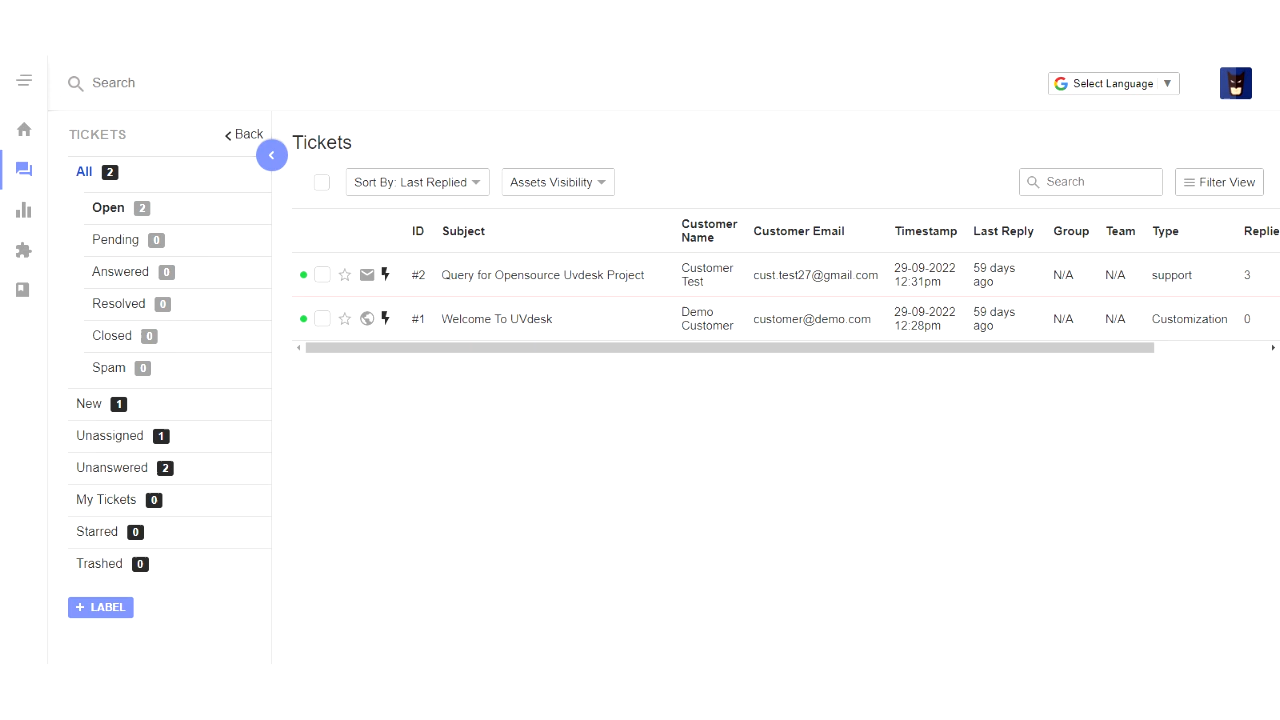 Search
Select Language ▼
TICKETS
Back
All 2
Open 2
Pending 0
Answered 0
Resolved 0
Closed 0
Spam 0
New 1
Unassigned 1
Unanswered 2
My Tickets 0
Starred 0
Trashed 0
+ LABEL
Tickets
Sort By: Last Replied
Assets Visibility
Search
Filter View
ID Subject Customer Name Customer Email Timestamp Last Reply Group Team Type Replie
#2 Query for Opensource Uvdesk Project Customer Test cust.test27@gmail.com 29-09-2022 12:31pm 59 days ago N/A N/A support 3
#1 Welcome To UVdesk Demo Customer customer@demo.com 29-09-2022 12:28pm 59 days ago N/A N/A Customization 0